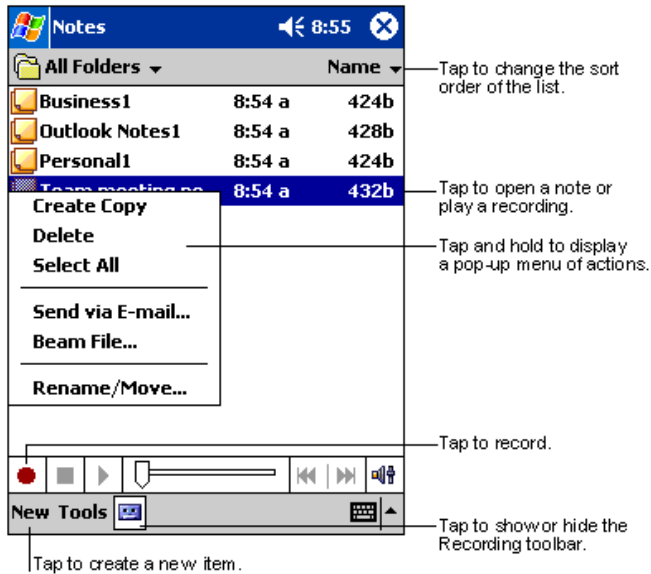 Notes 8:55
All Folders Name
Tap to change the sort
order of the list.
Business1 8:54 a 424b
Outlook Notes1 8:54 a 428b
Personal1 8:54 a 424b
Team meeting no 8:54 a 432b
Tap to open a note or
play a recording.
Create Copy
Delete
Select All
Tap and hold to display
a pop-up menu of actions.
Send via E-mail...
Beam File...
Rename/Move...
Tap to record.
New Tools
Tap to show or hide the
Recording toolbar.
Tap to create a new item.